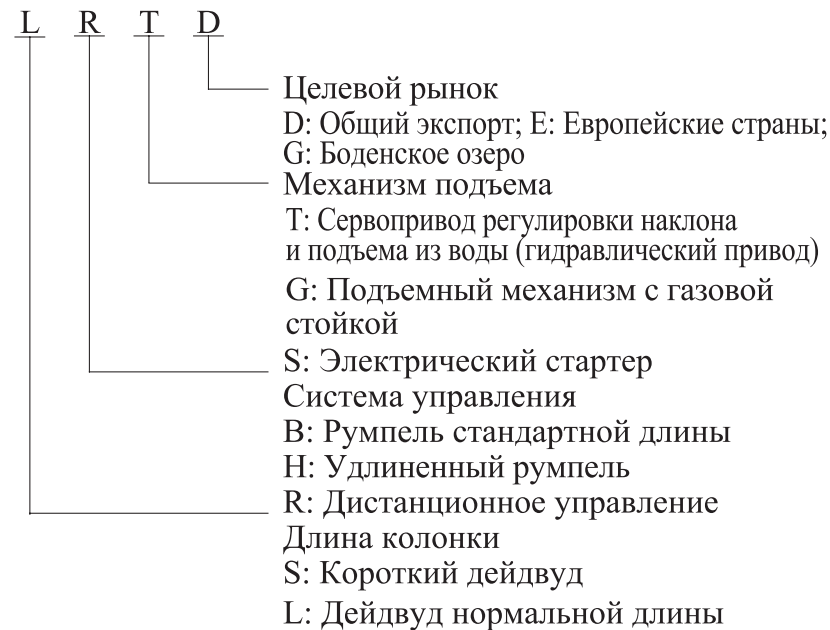 L R T D
Целевой рынок
D: Общий экспорт; E: Европейские страны;
G: Боденское озеро
Механизм подъема
T: Сервопривод регулировки наклона
и подъема из воды (гидравлический привод)
G: Подъемный механизм с газовой
стойкой
S: Электрический стартер
Система управления
B: Румпель стандартной длины
H: Удлиненный румпель
R: Дистанционное управление
Длина колонки
S: Короткий дейдвуд
L: Дейдвуд нормальной длины